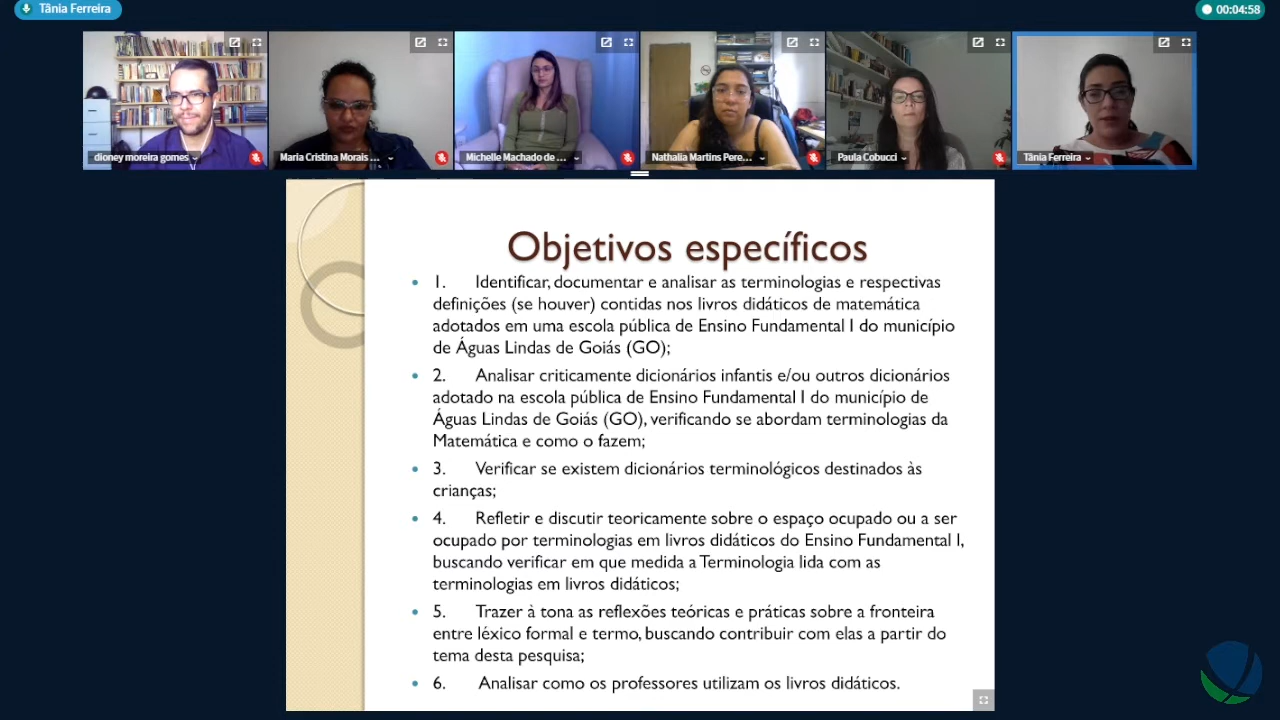 Tânia Ferreira
00:04:58
dioney moreira gomes
Maria Cristina Morais ...
Michelle Machado de ...
Nathalia Martins Pere...
Paula Cobucci
Tânia Ferreira
Objetivos específicos
• 1. Identificar, documentar e analisar as terminologias e respectivas
definições (se houver) contidas nos livros didáticos de matemática
adotados em uma escola pública de Ensino Fundamental I do município
de Águas Lindas de Goiás (GO);
• 2. Analisar criticamente dicionários infantis e/ou outros dicionários
adotado na escola pública de Ensino Fundamental I do município de
Águas Lindas de Goiás (GO), verificando se abordam terminologias da
Matemática e como o fazem;
• 3. Verificar se existem dicionários terminológicos destinados às
crianças;
• 4. Refletir e discutir teoricamente sobre o espaço ocupado ou a ser
ocupado por terminologias em livros didáticos do Ensino Fundamental I,
buscando verificar em que medida a Terminologia lida com as
terminologias em livros didáticos;
• 5. Trazer à tona as reflexões teóricas e práticas sobre a fronteira
entre léxico formal e termo, buscando contribuir com elas a partir do
tema desta pesquisa;
• 6. Analisar como os professores utilizam os livros didáticos.